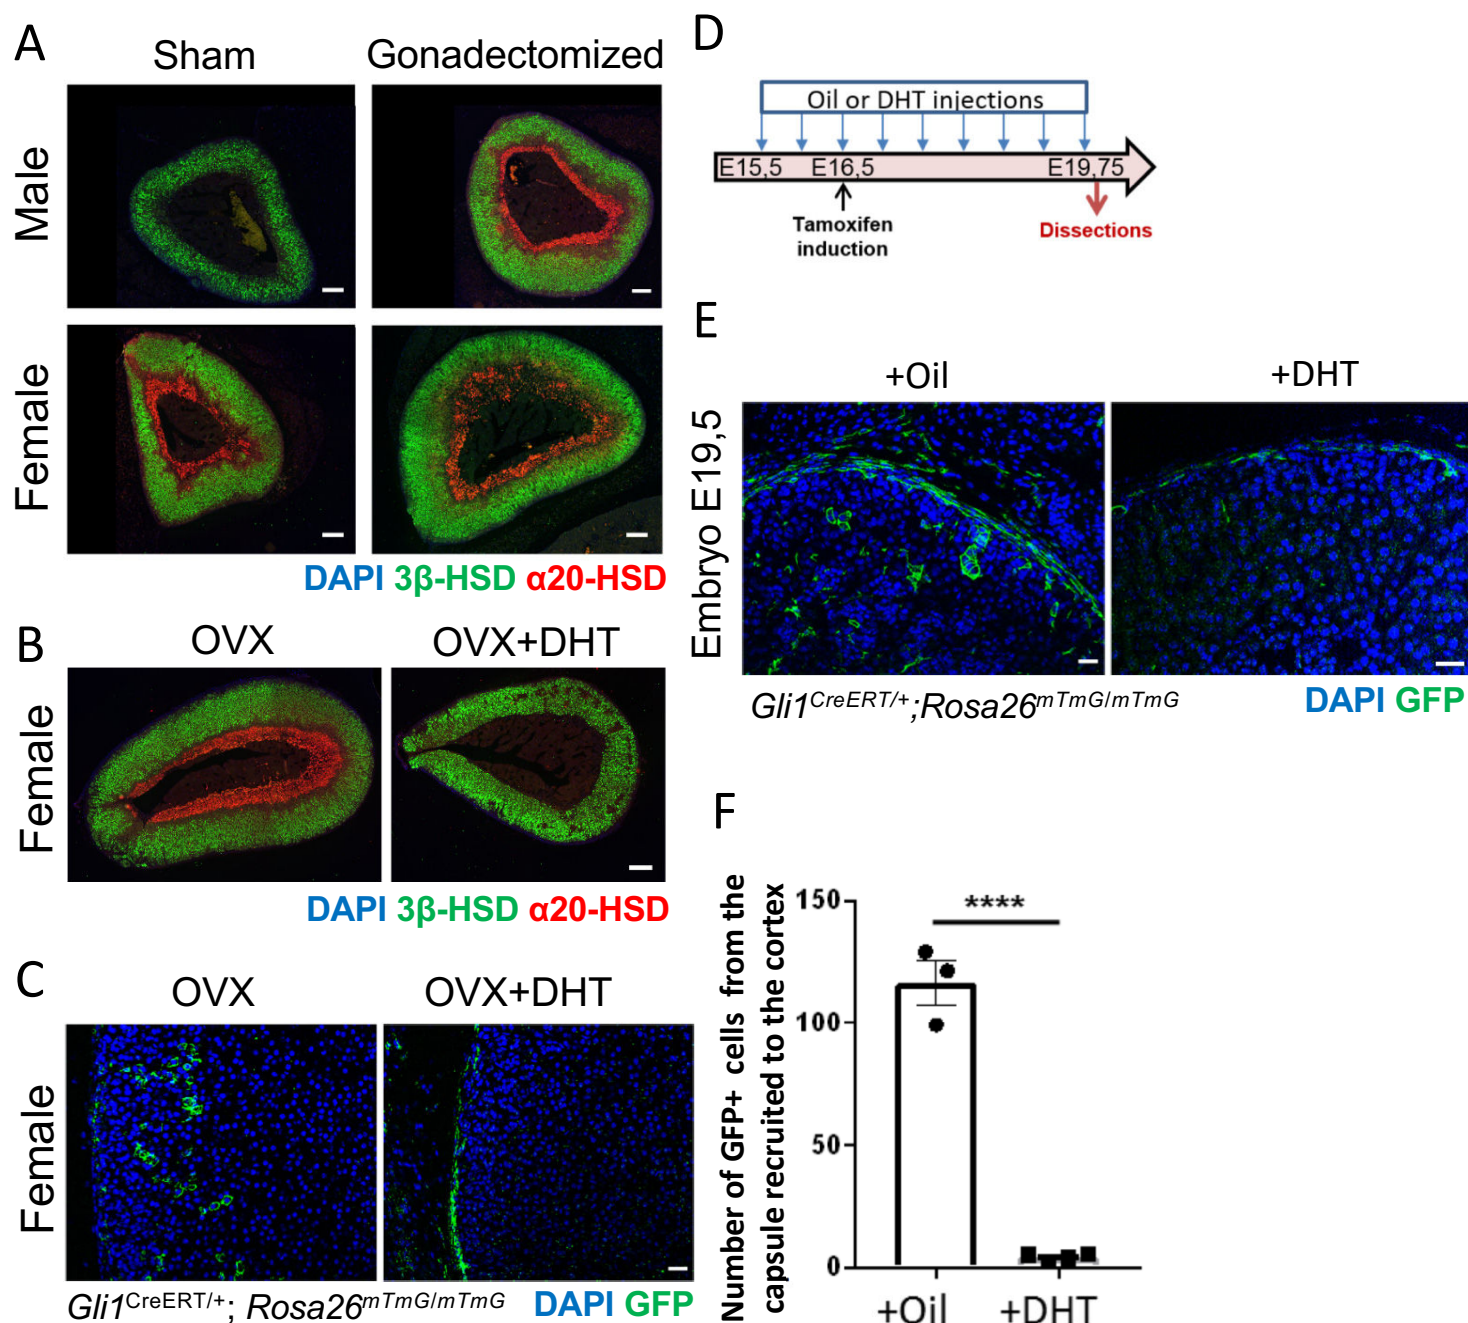 A
Sham
Gonadectomized
Male
Female
DAPI 3β-HSD α20-HSD
B
OVX
OVX+DHT
Female
DAPI 3β-HSD α20-HSD
C
OVX
OVX+DHT
Female
Gli1CreERT/+; Rosa26mTmG/mTmG
DAPI GFP
D
Oil or DHT injections
E15,5
E16,5
E19,75
Tamoxifen
induction
Dissections
E
+Oil
+DHT
Embryo E19,5
Gli1CreERT/+;Rosa26mTmG/mTmG
DAPI GFP
F
Number of GFP+ cells from the
capsule recruited to the cortex
150
100
50
0
****
+Oil
+DHT